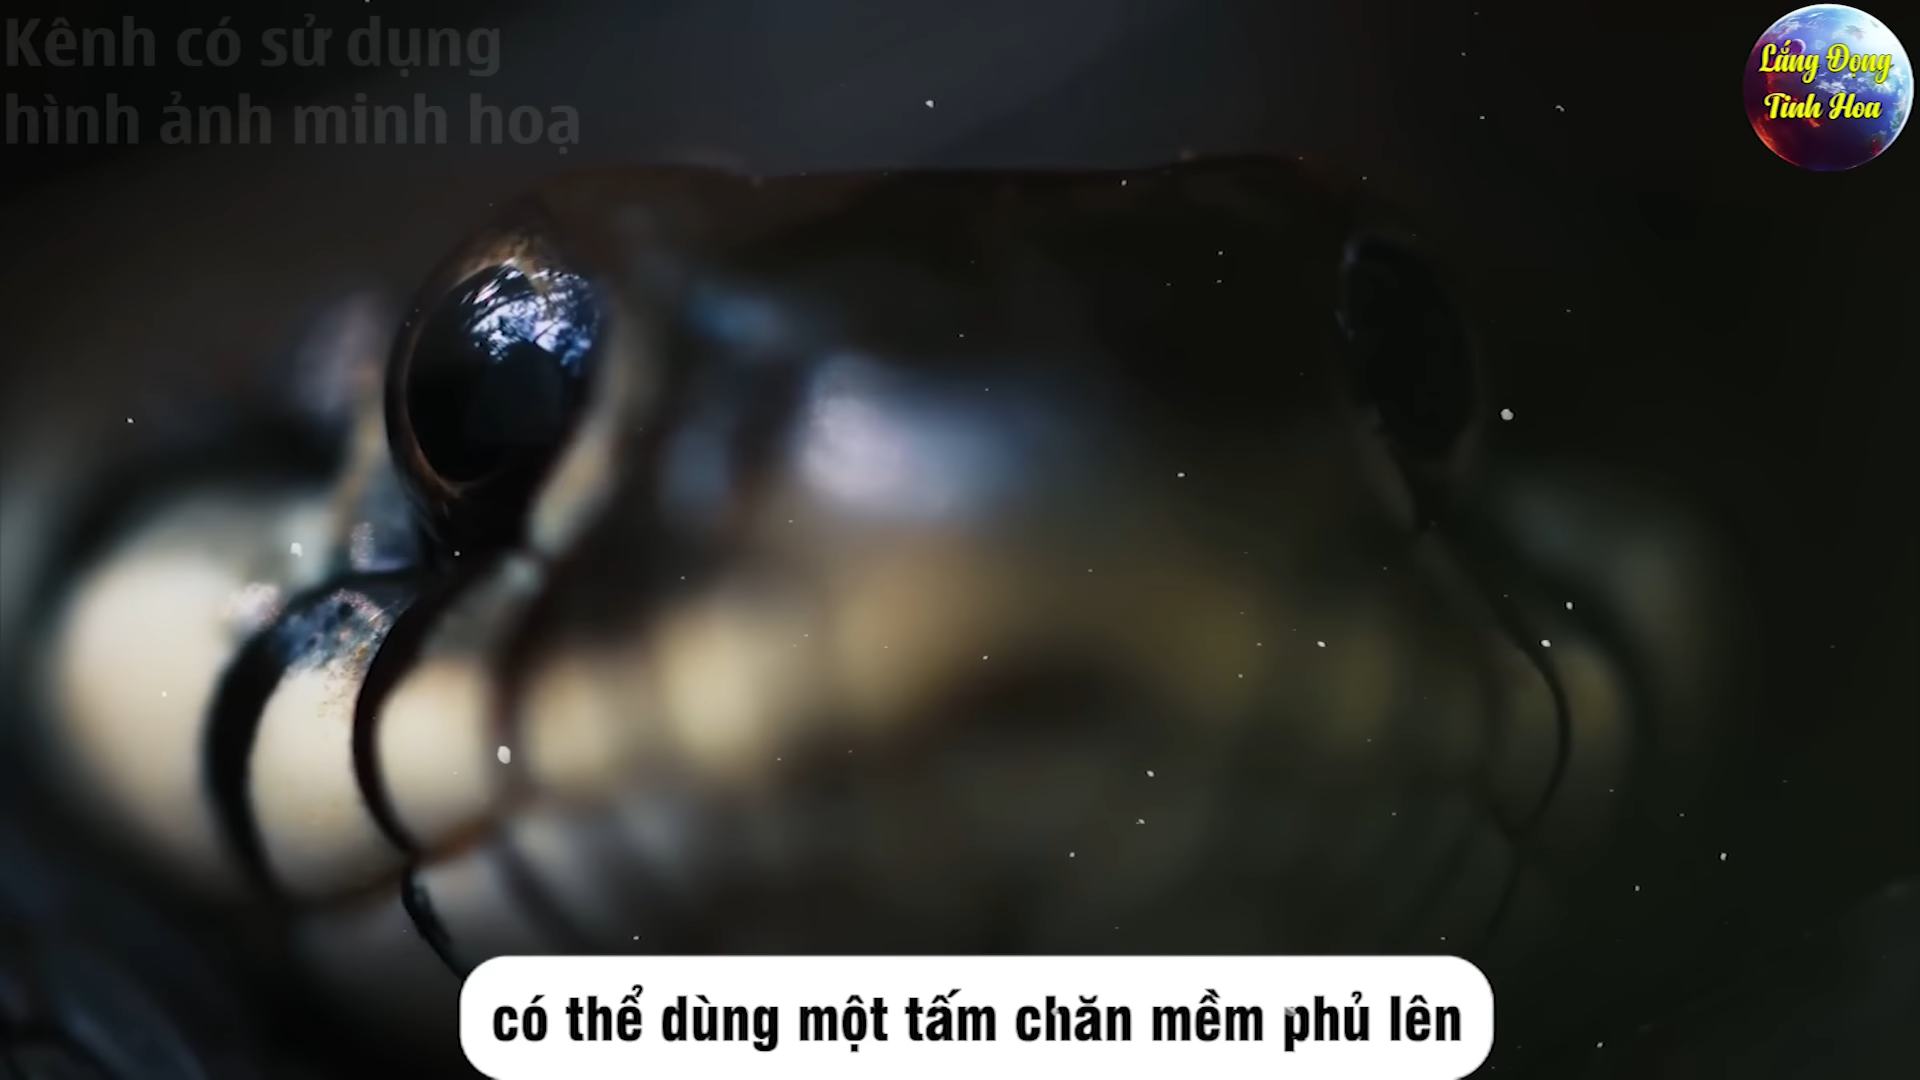 Kênh có sử dụng
hình ảnh minh hoạ
Lắng Đọng
Tinh Hoa
có thể dùng một tấm chăn mềm phủ lên